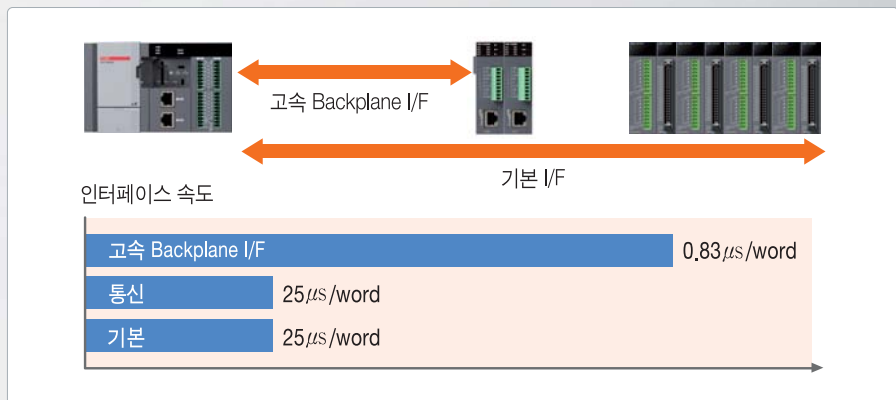 고속 Backplane I/F
기본 I/F
인터페이스 속도
고속 Backplane I/F 0.83μs/word
통신 25μs/word
기본 25μs/word